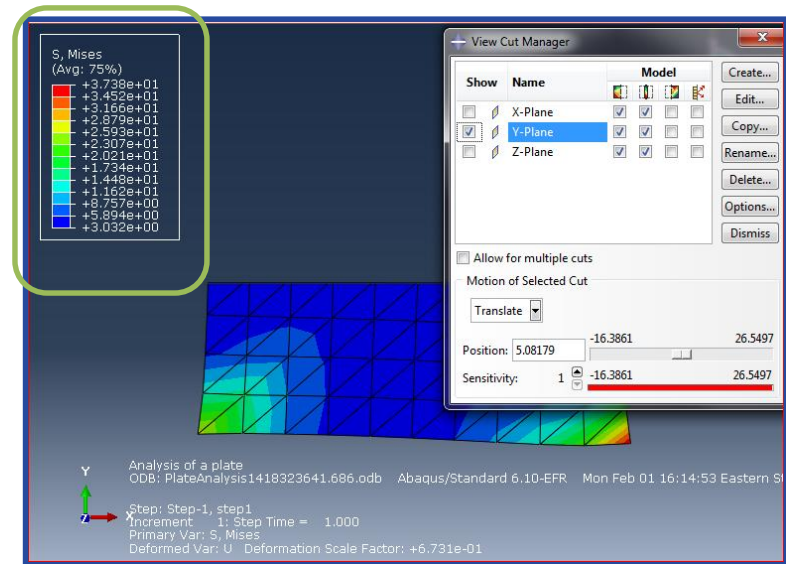 S, Mises
(Avg: 75%)
+3.738e+01
+3.452e+01
+3.166e+01
+2.879e+01
+2.593e+01
+2.307e+01
+2.021e+01
+1.734e+01
+1.448e+01
+1.162e+01
+8.757e+00
+5.894e+00
+3.032e+00
View Cut Manager
Show Name Model
X-Plane
Y-Plane
Z-Plane
Create...
Edit...
Copy...
Rename...
Delete...
Options...
Dismiss
Allow for multiple cuts
Motion of Selected Cut
Translate
Position: 5.08179 -16.3861 26.5497
Sensitivity: 1 -16.3861 26.5497
Y
X
Z
Analysis of a plate
ODB: PlateAnalysis1418323641.686.odb Abaqus/Standard 6.10-EFR Mon Feb 01 16:14:53 Eastern S
Step: Step-1, step1
Increment 1: Step Time = 1.000
Primary Var: S, Mises
Deformed Var: U Deformation Scale Factor: +6.731e-01